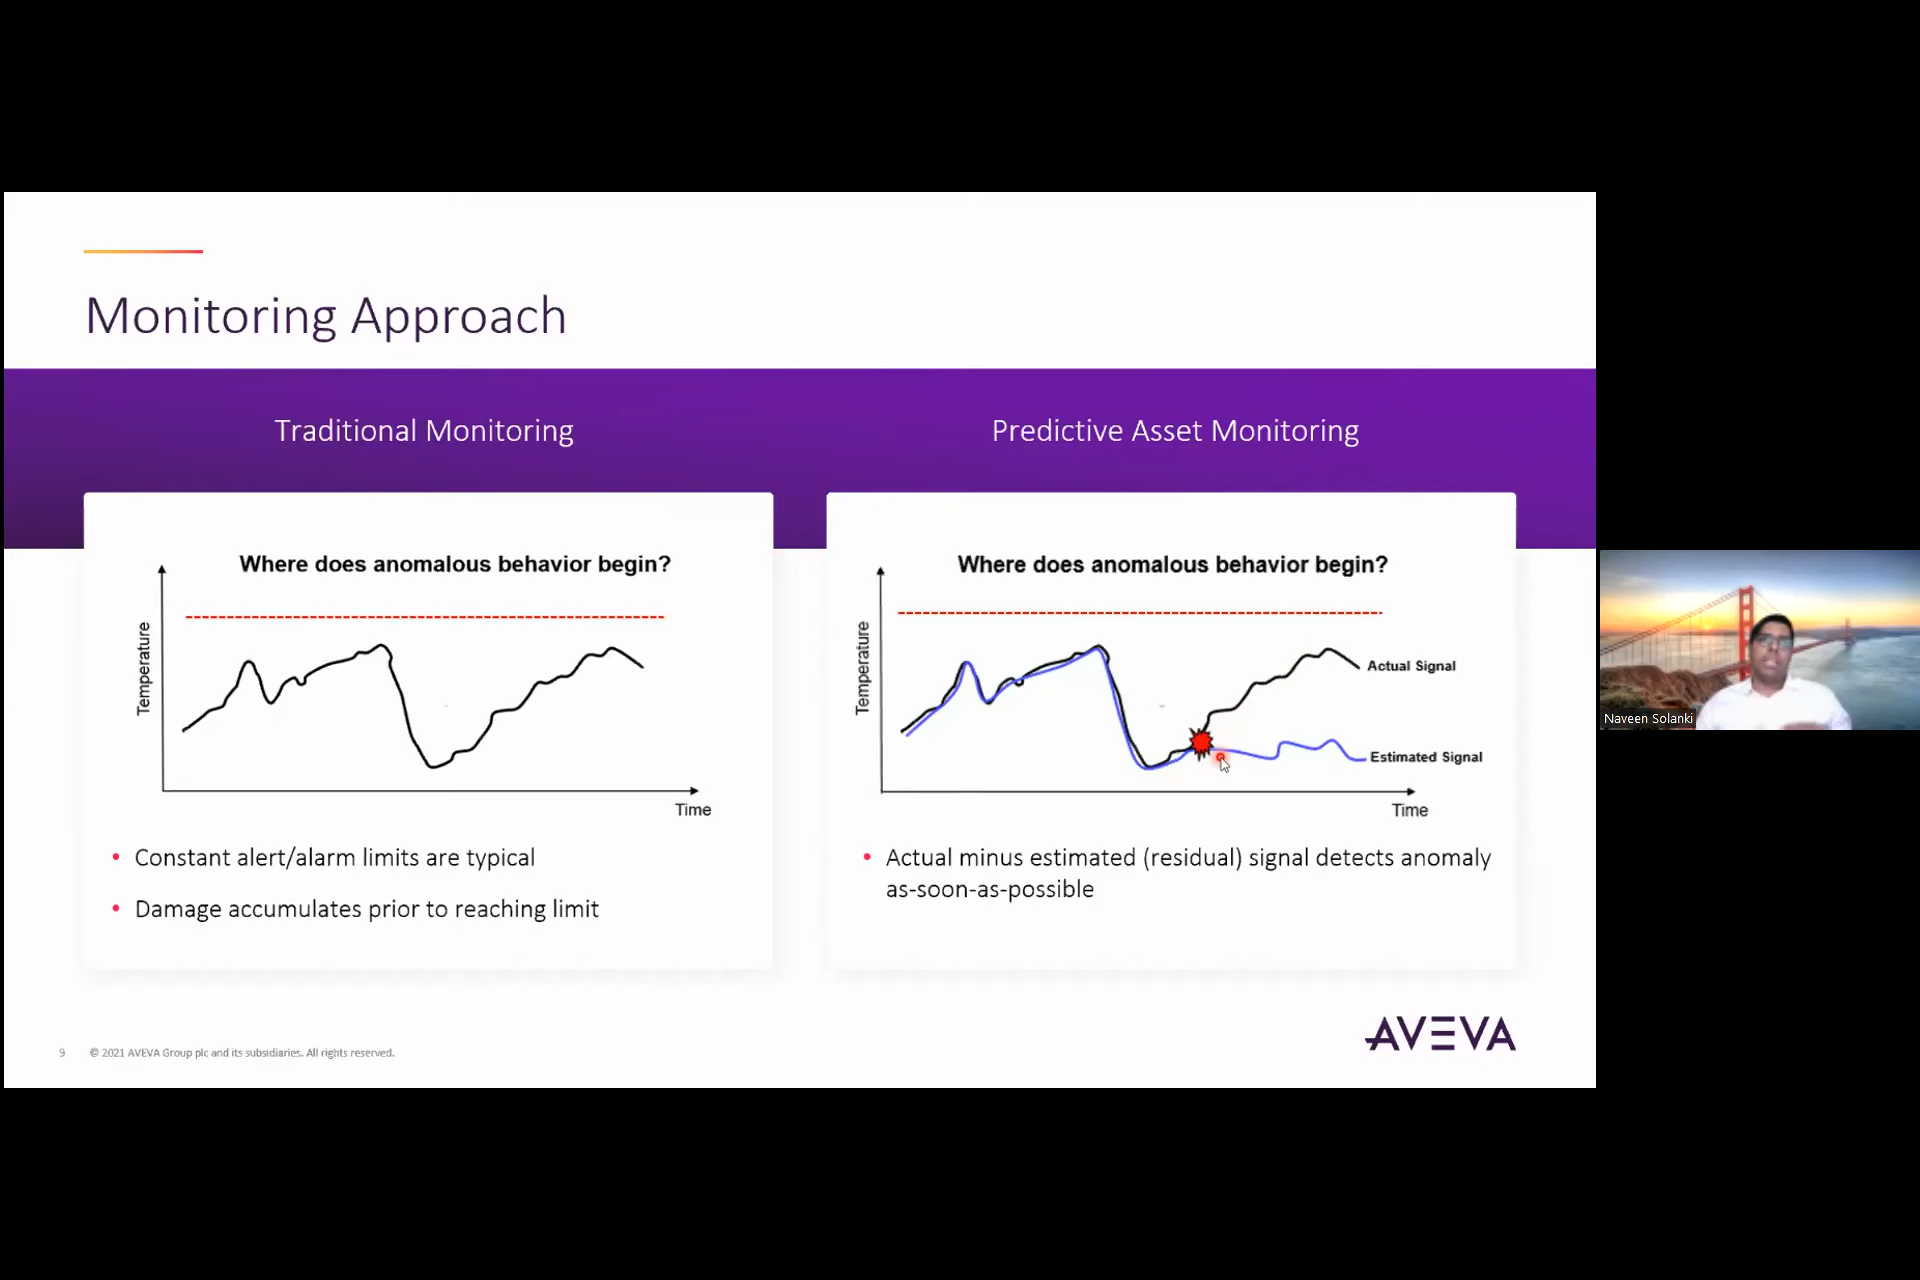 Monitoring Approach
Traditional Monitoring
Predictive Asset Monitoring
Where does anomalous behavior begin?
Temperature
Time
• Constant alert/alarm limits are typical
• Damage accumulates prior to reaching limit
Where does anomalous behavior begin?
Temperature
Actual Signal
Estimated Signal
Time
• Actual minus estimated (residual) signal detects anomaly
as-soon-as-possible
Naveen Solanki
9 © 2021 AVEVA Group plc and its subsidiaries. All rights reserved.
AVEVA